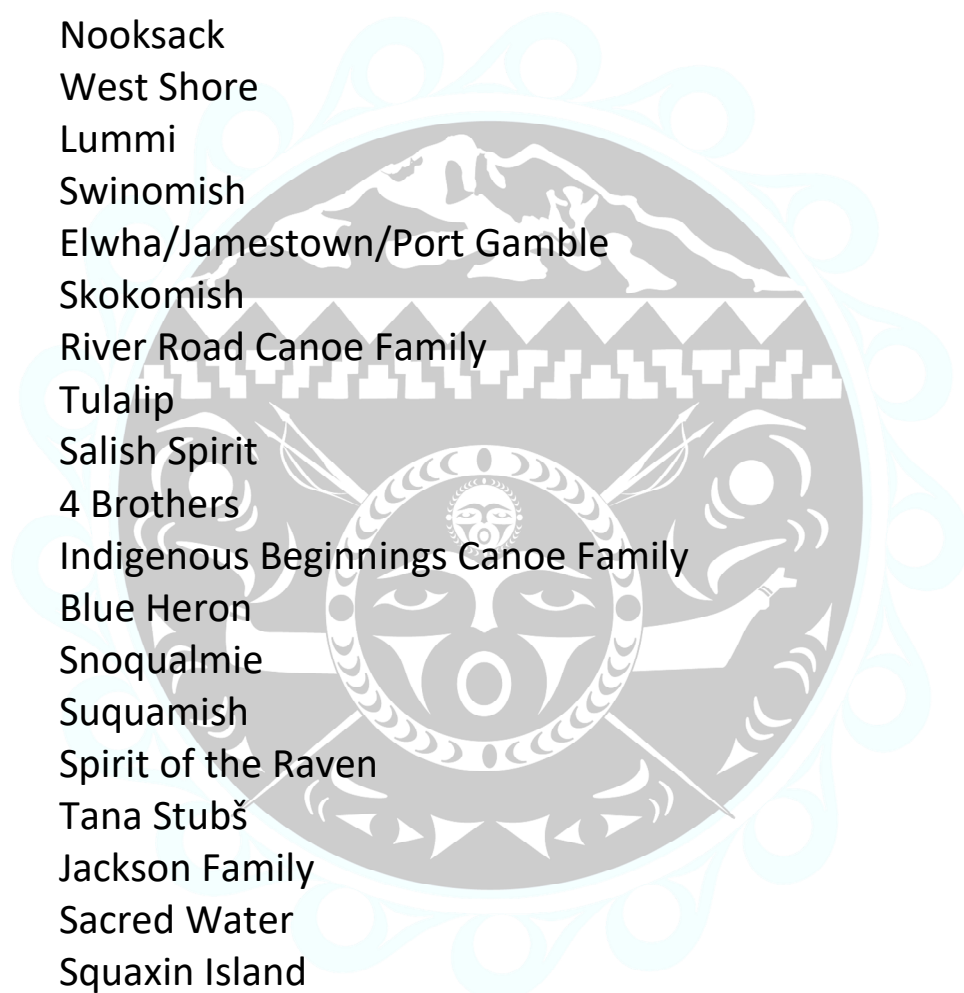 Nooksack
West Shore
Lummi
Swinomish
Elwha/Jamestown/Port Gamble
Skokomish
River Road Canoe Family
Tulalip
Salish Spirit
4 Brothers
Indigenous Beginnings Canoe Family
Blue Heron
Snoqualmie
Suquamish
Spirit of the Raven
Tana Stubš
Jackson Family
Sacred Water
Squaxin Island